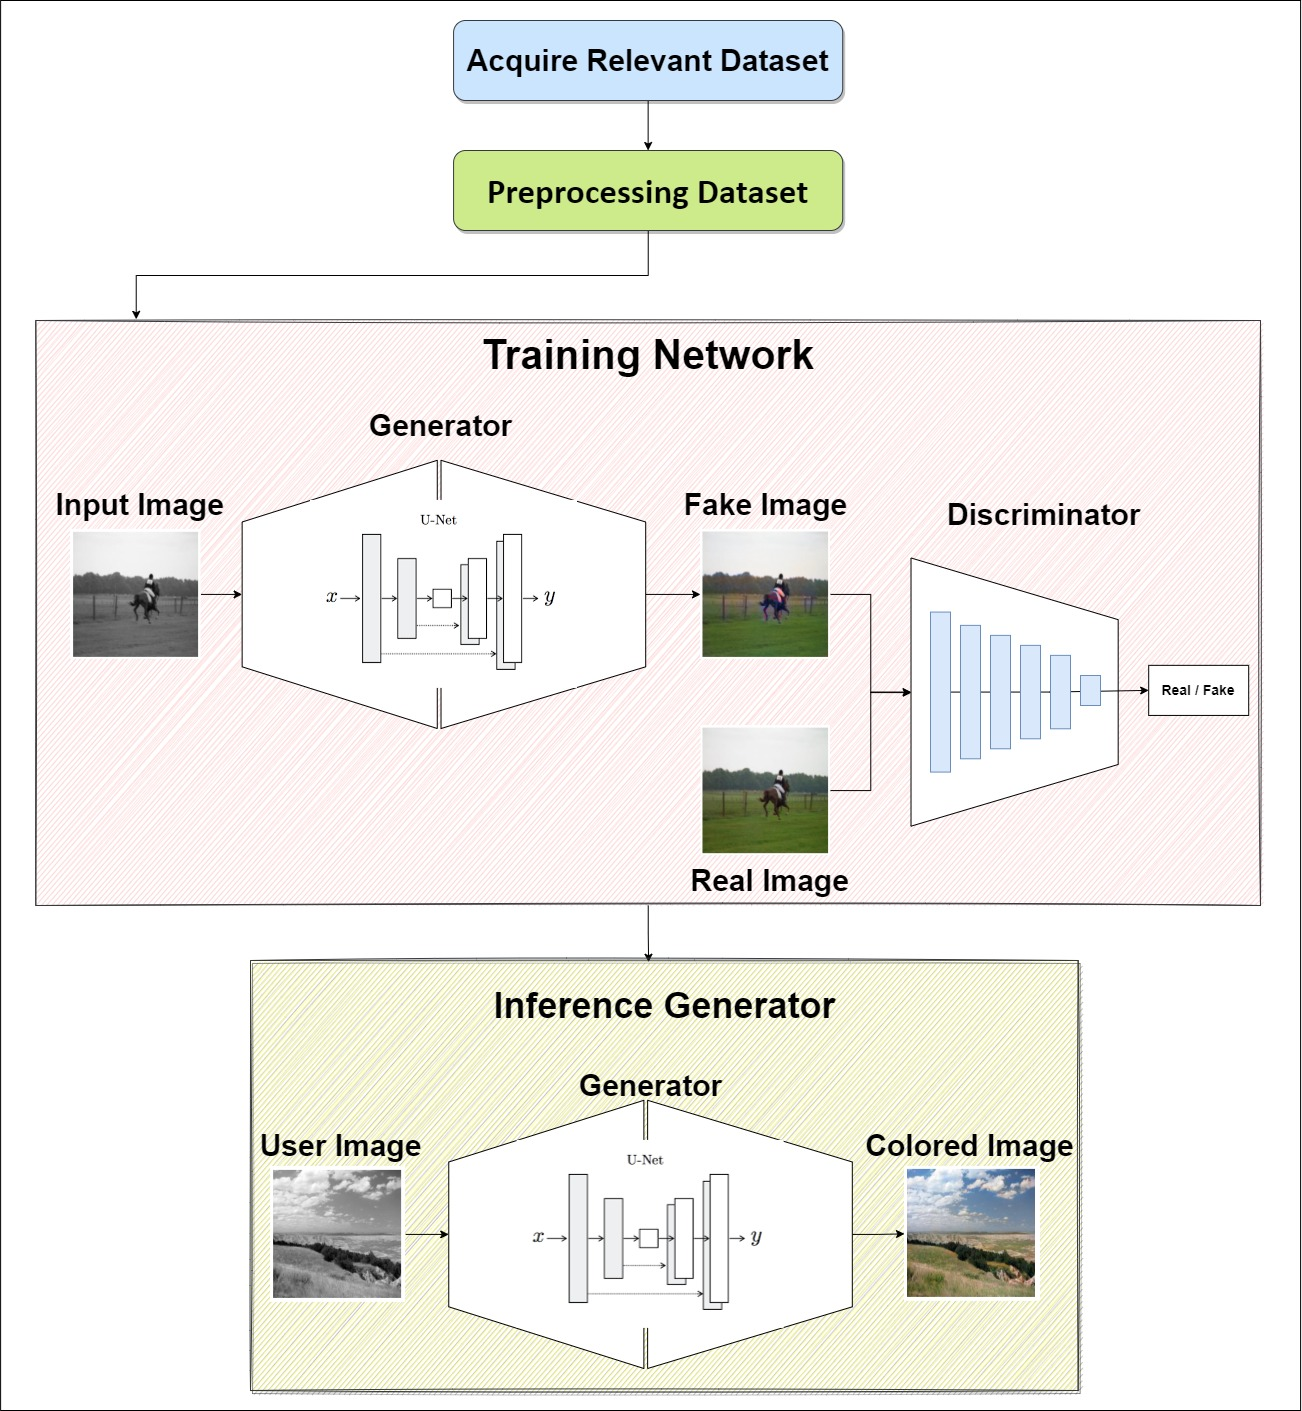 Acquire Relevant Dataset
Preprocessing Dataset
Training Network
Generator
Input Image
U-Net
x
y
Fake Image
Discriminator
Real / Fake
Real Image
Inference Generator
Generator
User Image
U-Net
x
y
Colored Image